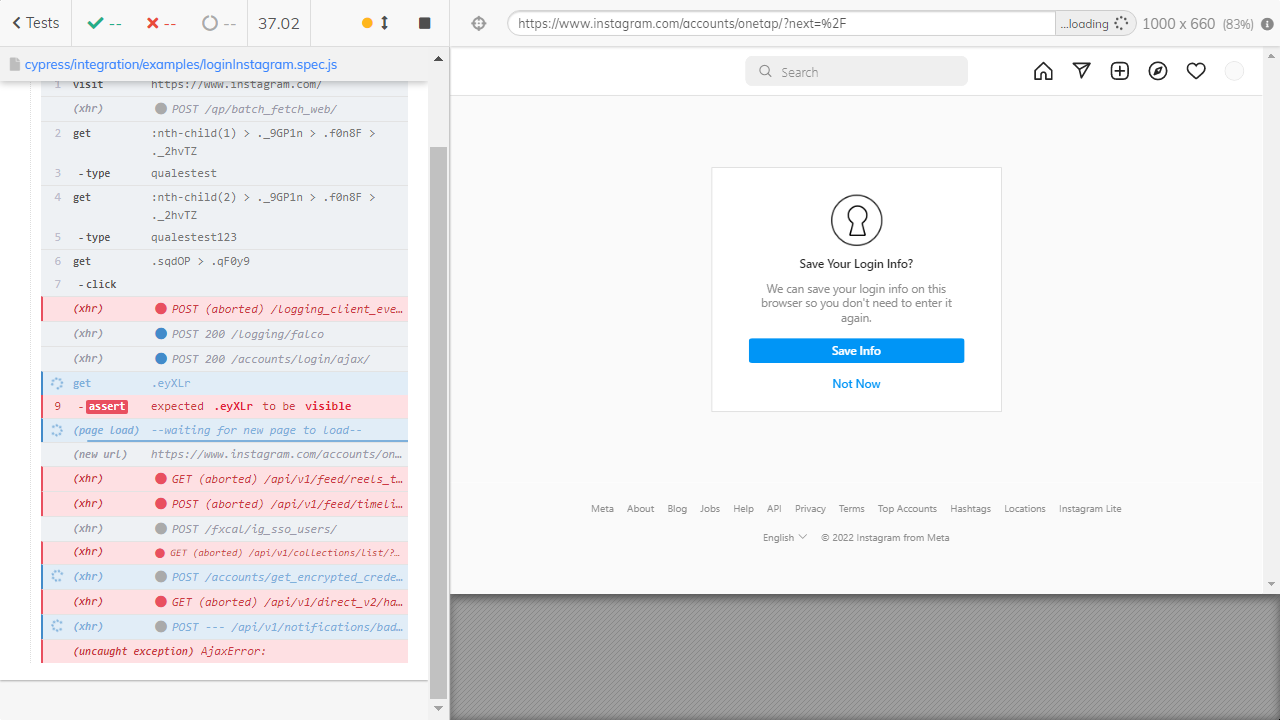 Tests
--
--
--
37.02
https://www.instagram.com/accounts/onetap/?next=%2F
...loading
1000 x 660 (83%)
cypress/integration/examples/loginInstagram.spec.js
1 visit https://www.instagram.com/
(xhr) POST /qp/batch_fetch_web/
2 get :nth-child(1) > ._9GP1n > .f0n8F >
._2hvTZ
3 -type qualestest
4 get :nth-child(2) > ._9GP1n > .f0n8F >
._2hvTZ
5 -type qualestest123
6 get .sqdOP > .qF0y9
7 -click
(xhr) POST (aborted) /logging_client_eve...
(xhr) POST 200 /logging/falco
(xhr) POST 200 /accounts/login/ajax/
get .eyXLr
9 -assert expected .eyXLr to be visible
(page load) --waiting for new page to load--
(new url) https://www.instagram.com/accounts/on...
(xhr) GET (aborted) /api/v1/feed/reels_t...
(xhr) POST (aborted) /api/v1/feed/timeli...
(xhr) POST /fxcal/ig_sso_users/
(xhr) GET (aborted) /api/v1/collections/list/?...
(xhr) POST /accounts/get_encrypted_crede...
(xhr) GET (aborted) /api/v1/direct_v2/ha...
(xhr) POST --- /api/v1/notifications/bad...
(uncaught exception) AjaxError:
Search
Save Your Login Info?
We can save your login info on this
browser so you don't need to enter it
again.
Save Info
Not Now
Meta About Blog Jobs Help API Privacy Terms Top Accounts Hashtags Locations Instagram Lite
English © 2022 Instagram from Meta